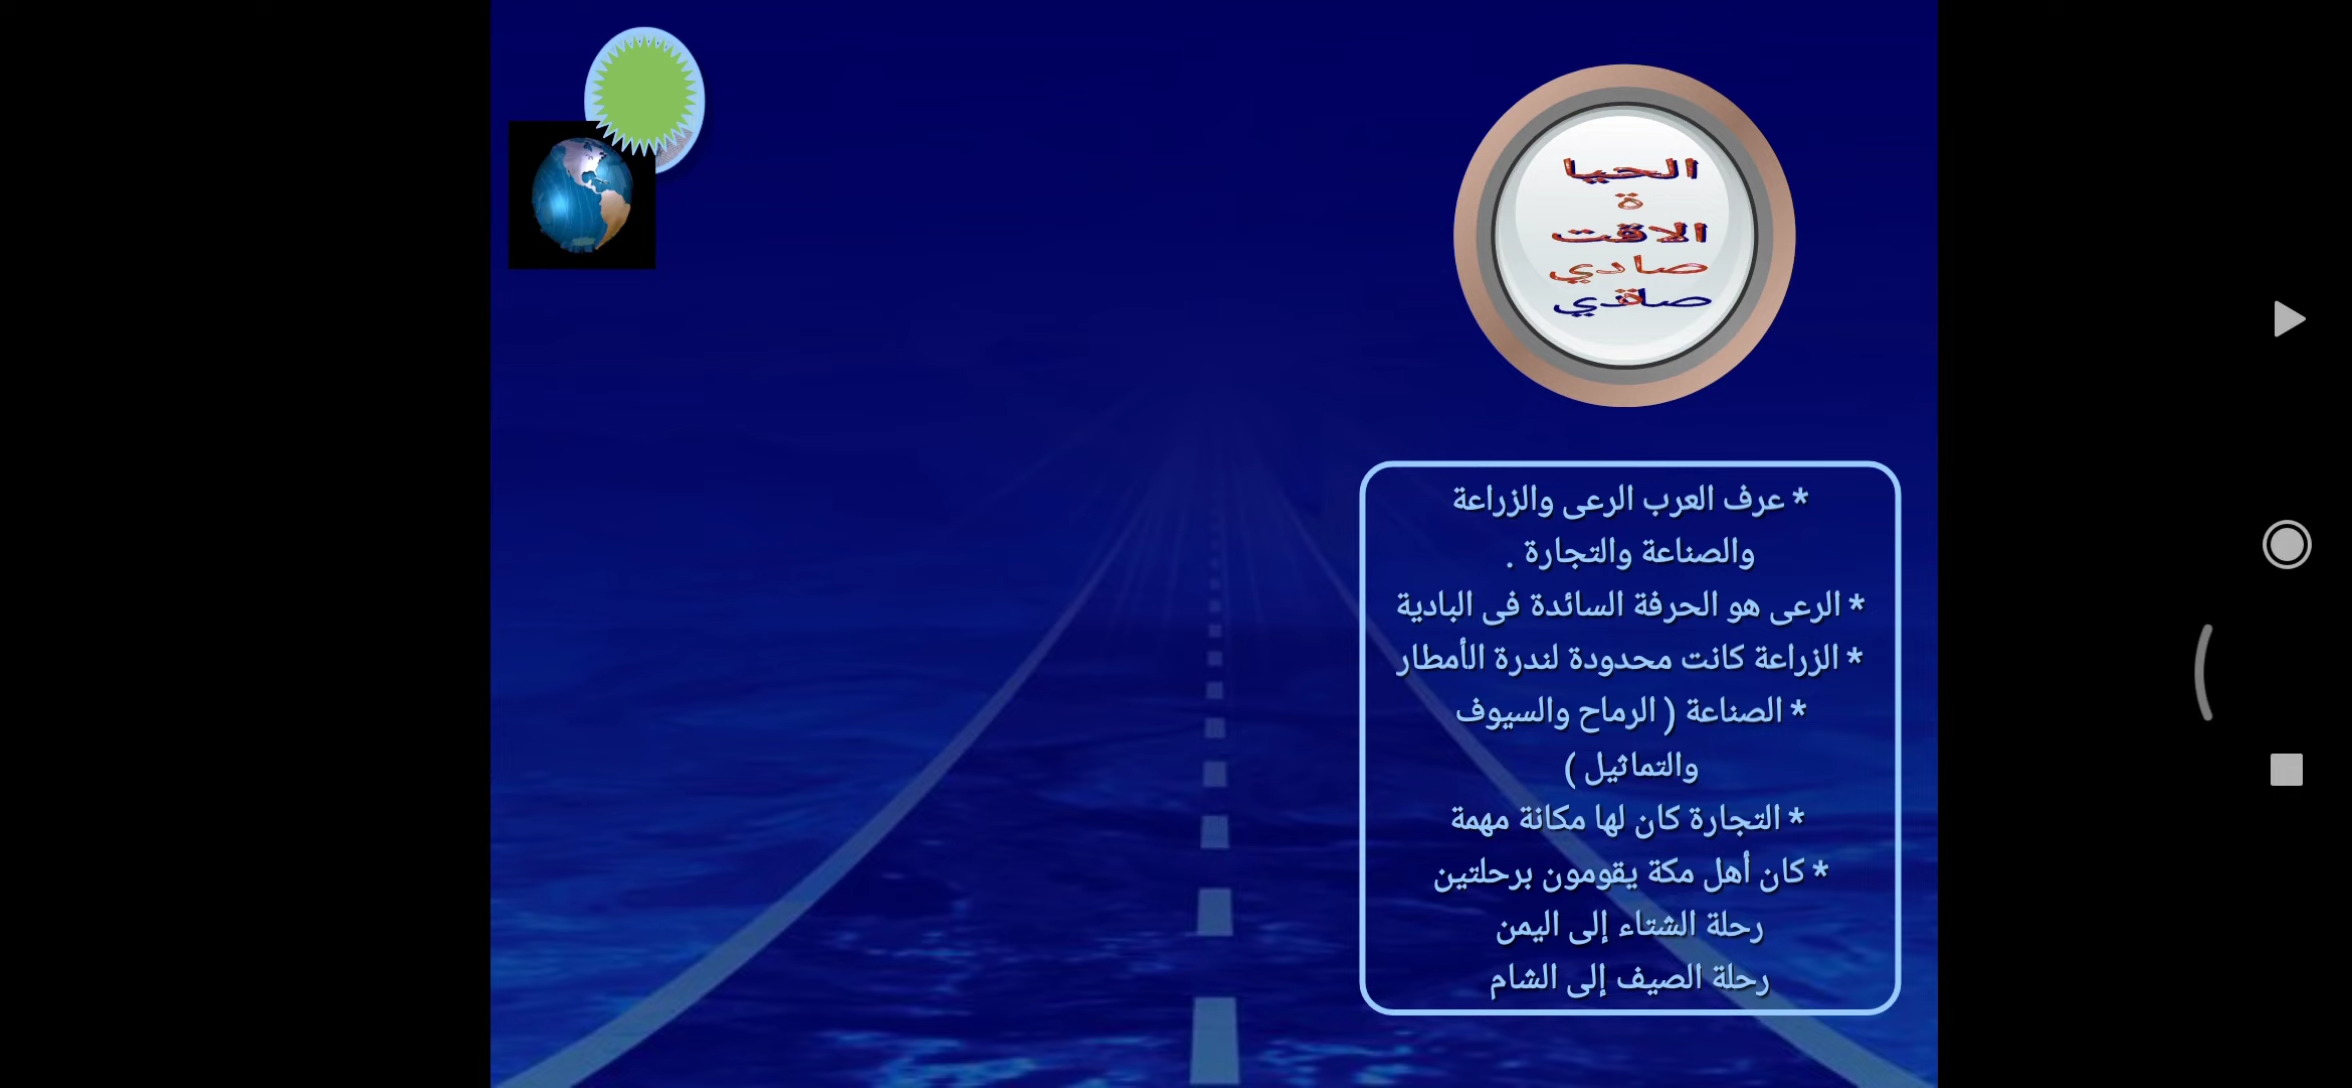 الحيا
ة
الاقت
صادي
ة
* عرف العرب الرعى والزراعة
والصناعة والتجارة .
* الرعى هو الحرفة السائدة فى البادية
* الزراعة كانت محدودة لندرة الأمطار
* الصناعة ( الرماح والسيوف
والتماثيل )
* التجارة كان لها مكانة مهمة
* كان أهل مكة يقومون برحلتين
رحلة الشتاء إلى اليمن
رحلة الصيف إلى الشام